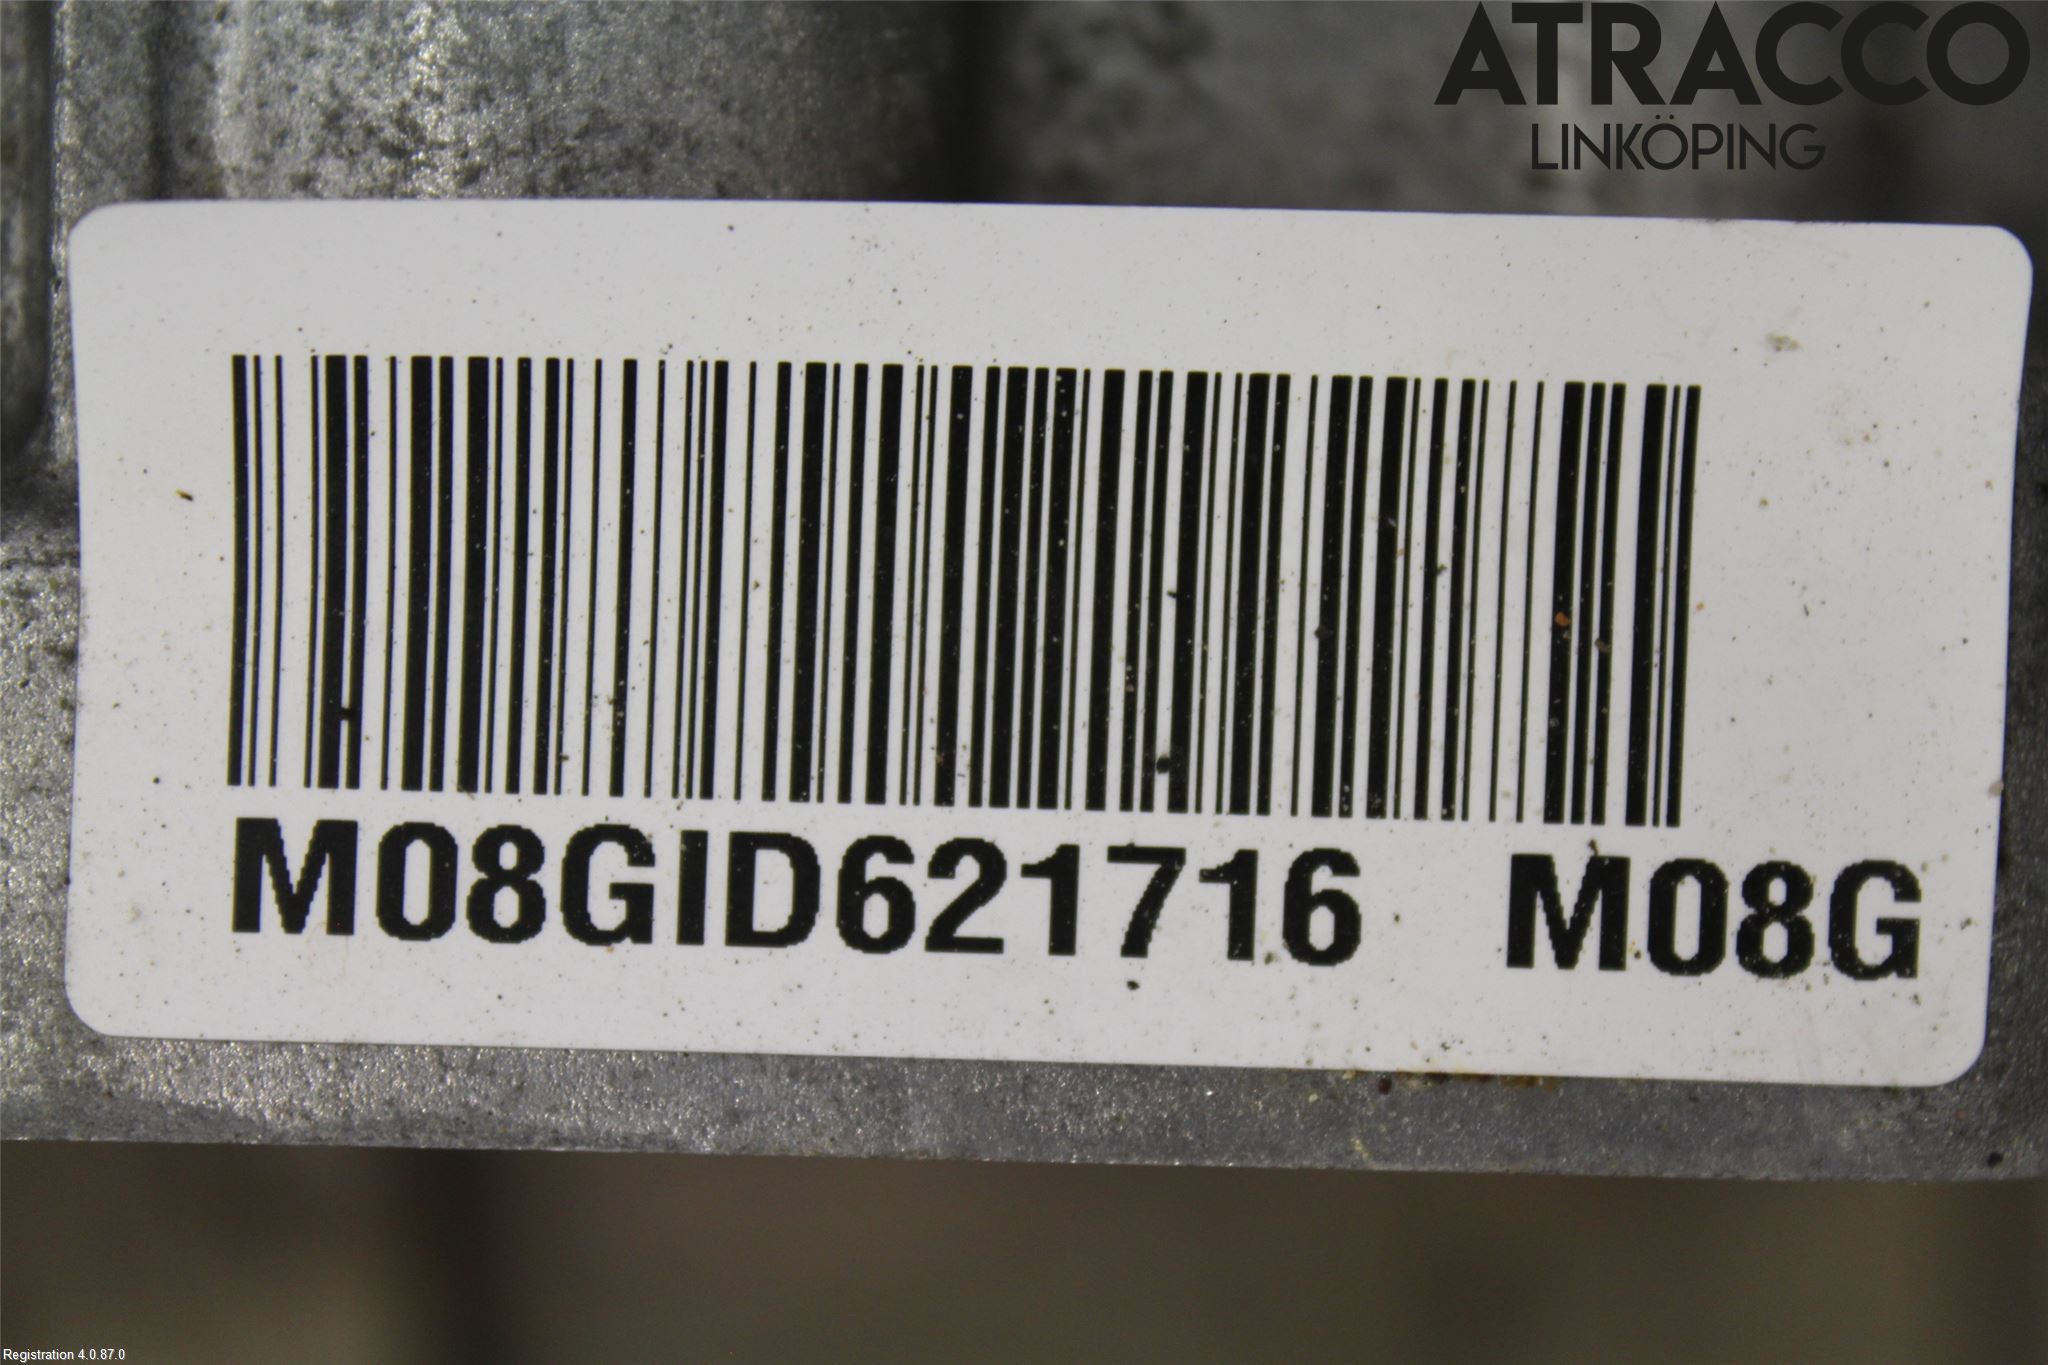 ATRACCO
LINKÖPING
M08GID621716 M08G
Registration 4.0.87.0